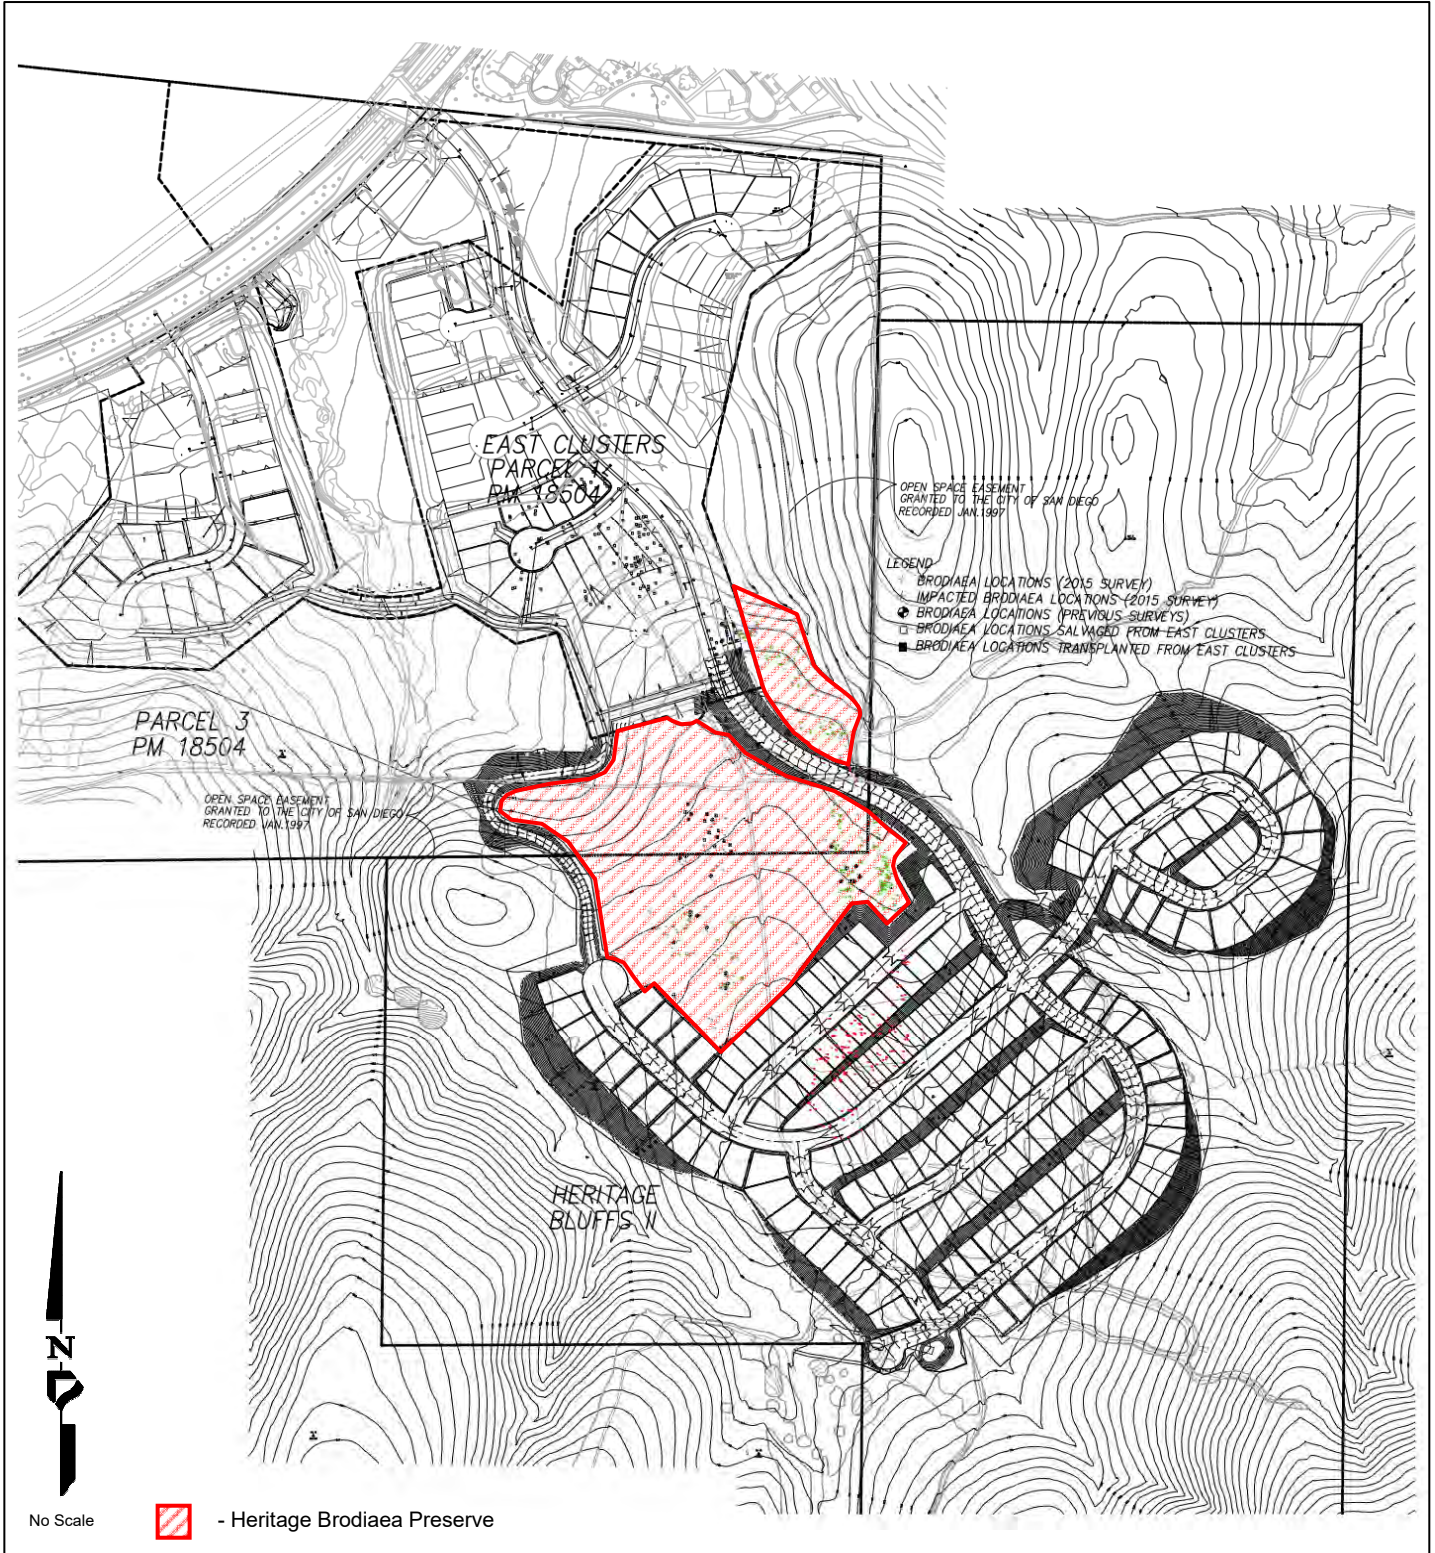 EAST CLUSTERS
PARCEL 1
PM 18504
OPEN SPACE EASEMENT
GRANTED TO THE CITY OF SAN DIEGO
RECORDED JAN.1997
LEGEND
BRODIAEA LOCATIONS (2015 SURVEY)
IMPACTED BRODIAEA LOCATIONS (2015 SURVEY)
BRODIAEA LOCATIONS (PREVIOUS SURVEYS)
BRODIAEA LOCATIONS SALVAGED FROM EAST CLUSTERS
BRODIAEA LOCATIONS TRANSPLANTED FROM EAST CLUSTERS
PARCEL 3
PM 18504
OPEN SPACE EASEMENT
GRANTED TO THE CITY OF SAN DIEGO
RECORDED JAN.1997
HERITAGE
BLUFFS II
N
No Scale
- Heritage Brodiaea Preserve